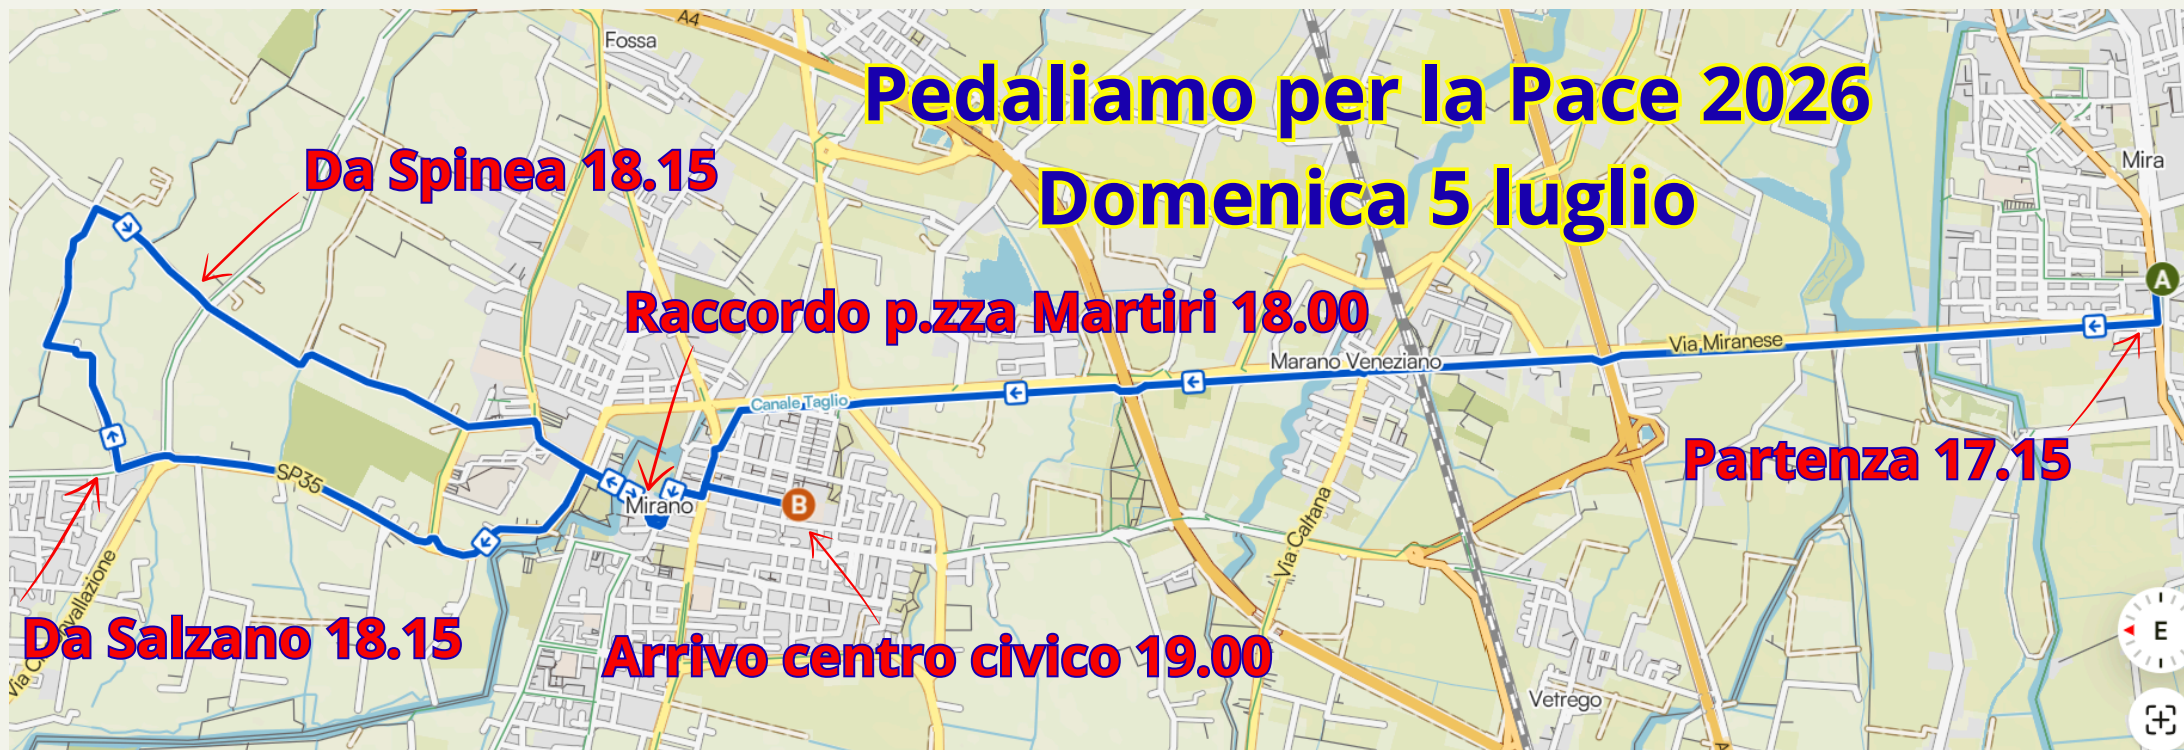 A4
Fossa
Pedaliamo per la Pace 2026
Domenica 5 luglio
Mira
Da Spinea 18.15
A
Raccordo p.zza Martiri 18.00
Via Miranese
Marano Veneziano
Canale Taglio
Partenza 17.15
SP35
Mirano
B
Via Caltana
Da Salzano 18.15
Arrivo centro civico 19.00
E
Vetrego
A